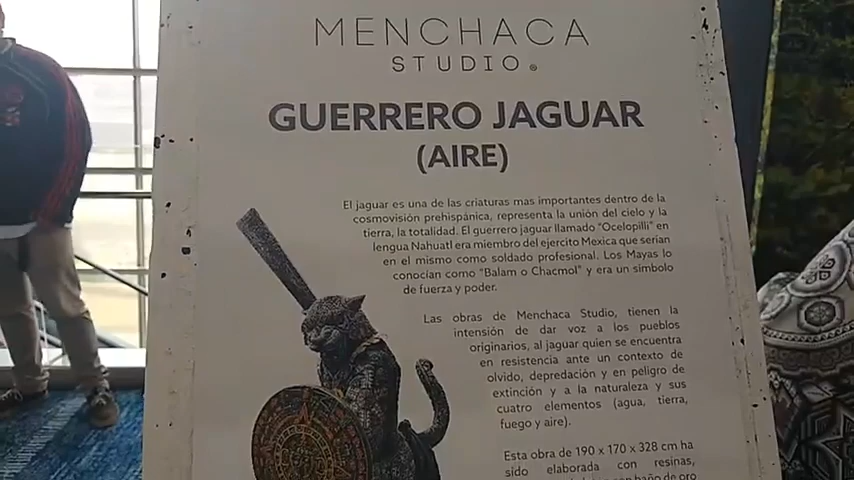 MENCHACA
STUDIO®
GUERRERO JAGUAR
(AIRE)
El jaguar es una de las criaturas mas importantes dentro de la
cosmovisión prehispánica, representa la unión del cielo y la
tierra, la totalidad. El guerrero jaguar llamado "Ocelopilli" en
lengua Nahuatl era miembro del ejercito Mexica que serían
en el mismo como soldado profesional. Los Mayas las
conocían como "Balam o Chacmol" y era un simbolo
de fuerza y poder.
Las obras de Menchaca Studio, tienen la
intensión de dar voz a los pueblos
originarios, al jaguar quien se encuentra
en resistencia ante un contexto de
olvido, depredación y en peligro de
extinción y a la naturaleza y sus
cuatro elementos (agua, tierra,
fuego y aire).
Esta obra de 190 x 170 x 328 cm ha
sido elaborada con resinas,
baño de oro